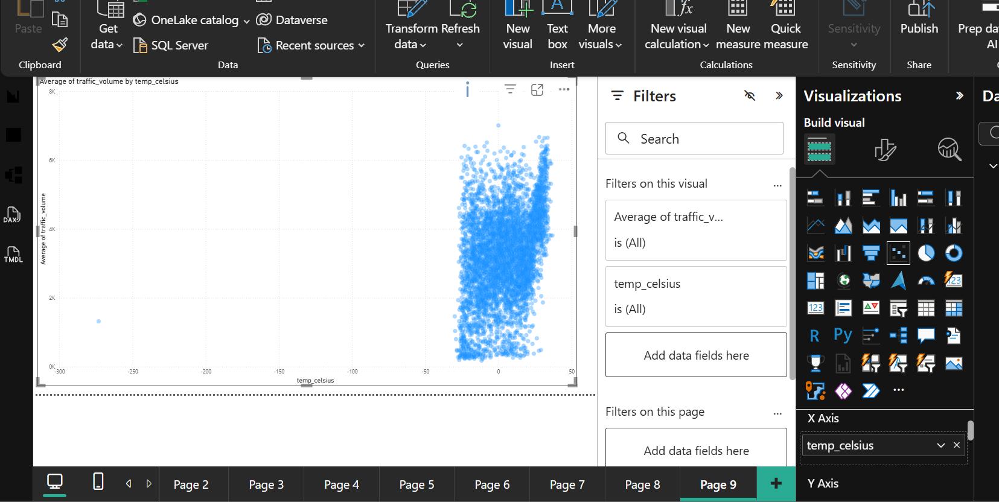 Paste
Clipboard
Get
data
OneLake catalog
SQL Server
Dataverse
Recent sources
Data
Transform
data
Refresh
Queries
New
visual
Text
box
More
visuals
Insert
New visual
calculation
New
measure
Quick
measure
Calculations
Sensitivity
Sensitivity
Publish
Share
Prep da
AI
DAX
TMDL
Average of traffic_volume by temp_celsius
8K
6K
4K
2K
0K
Average of traffic_volume
-300
-250
-200
-150
-100
-50
0
50
temp_celsius
Filters
Search
Filters on this visual
...
Average of traffic_v...
is (All)
temp_celsius
is (All)
Add data fields here
Filters on this page
...
Add data fields here
Visualizations
Build visual
123
123
R
Py
...
X Axis
temp_celsius
Y Axis
Da
Page 2
Page 3
Page 4
Page 5
Page 6
Page 7
Page 8
Page 9